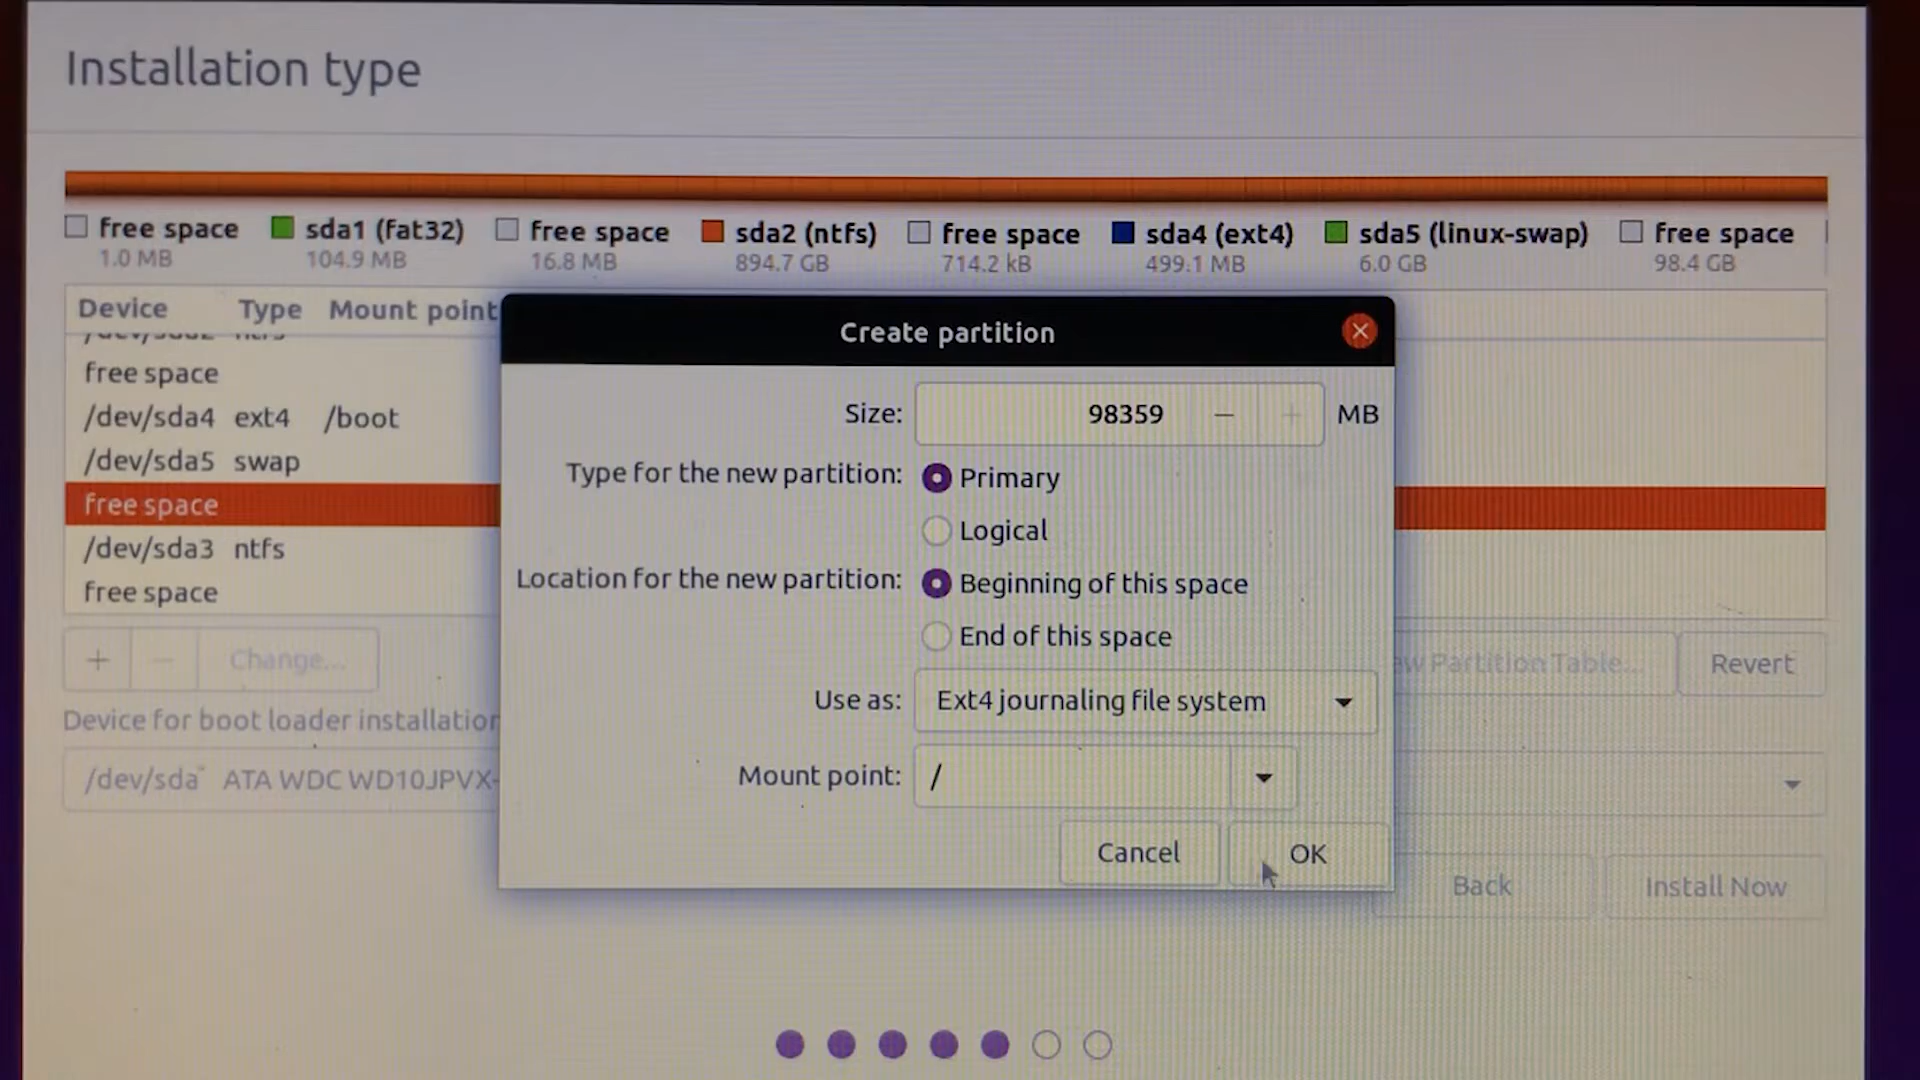 Installation type
free space sda1 (fat32) free space sda2 (ntfs) free space sda4 (ext4) sda5 (linux-swap) free space
1.0 MB 104.9 MB 16.8 MB 894.7 GB 714.2 kB 499.1 MB 6.0 GB 98.4 GB
Device Type Mount point
Create partition
free space
/dev/sda4 ext4 /boot
/dev/sda5 swap
free space
/dev/sda3 ntfs
free space
Size: 98359 − + MB
Type for the new partition: Primary
Logical
Location for the new partition: Beginning of this space
End of this space
+ − Change... Partition Table... Revert
Use as: Ext4 journaling file system
Device for boot loader installation
Mount point: /
/dev/sda ATA WDC WD10JPVX-
Cancel OK
Back Install Now